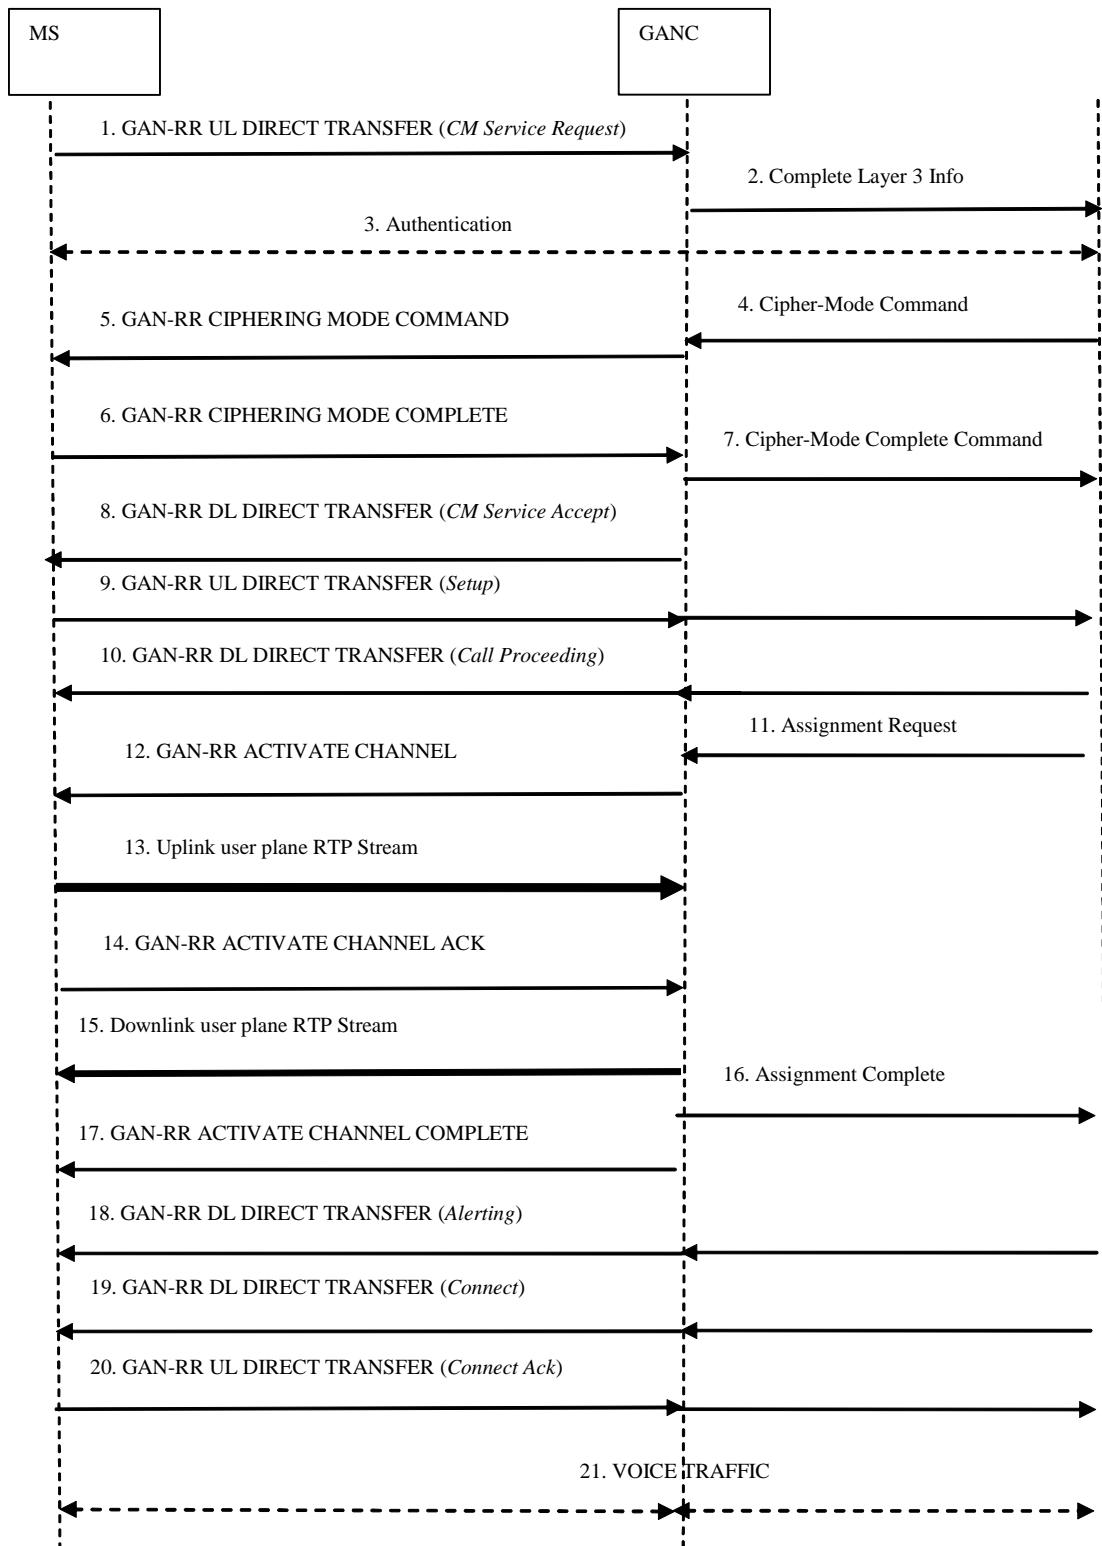 MS
GANC
1. GAN-RR UL DIRECT TRANSFER (CM Service Request)
2. Complete Layer 3 Info
3. Authentication
4. Cipher-Mode Command
5. GAN-RR CIPHERING MODE COMMAND
6. GAN-RR CIPHERING MODE COMPLETE
7. Cipher-Mode Complete Command
8. GAN-RR DL DIRECT TRANSFER (CM Service Accept)
9. GAN-RR UL DIRECT TRANSFER (Setup)
10. GAN-RR DL DIRECT TRANSFER (Call Proceeding)
11. Assignment Request
12. GAN-RR ACTIVATE CHANNEL
13. Uplink user plane RTP Stream
14. GAN-RR ACTIVATE CHANNEL ACK
15. Downlink user plane RTP Stream
16. Assignment Complete
17. GAN-RR ACTIVATE CHANNEL COMPLETE
18. GAN-RR DL DIRECT TRANSFER (Alerting)
19. GAN-RR DL DIRECT TRANSFER (Connect)
20. GAN-RR UL DIRECT TRANSFER (Connect Ack)
21. VOICE TRAFFIC